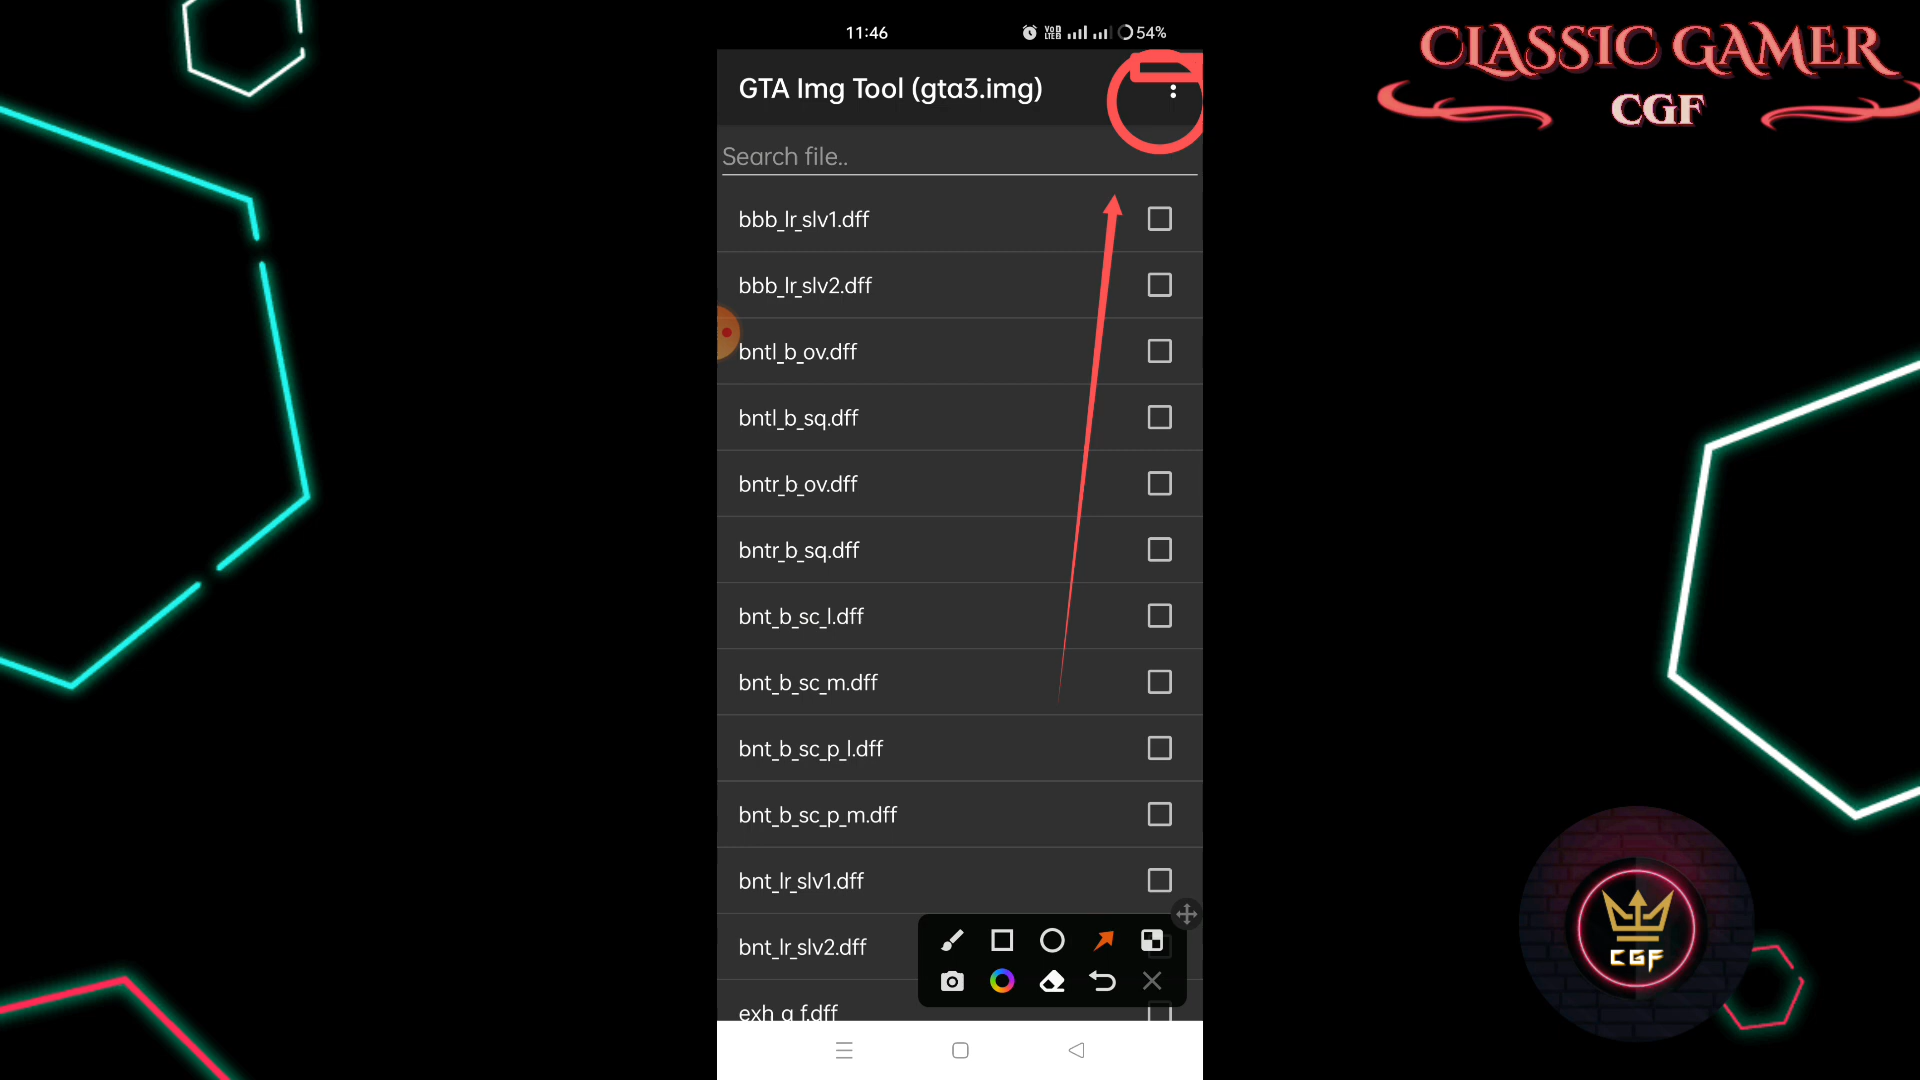 11:46
VoD
LTE
54%
CLASSIC GAMER
CGF
GTA Img Tool (gta3.img)
Search file..
bbb_lr_slv1.dff
bbb_lr_slv2.dff
bntl_b_ov.dff
bntl_b_sq.dff
bntr_b_ov.dff
bntr_b_sq.dff
bnt_b_sc_l.dff
bnt_b_sc_m.dff
bnt_b_sc_p_l.dff
bnt_b_sc_p_m.dff
bnt_lr_slv1.dff
bnt_lr_slv2.dff
exh_a_f.dff
CGF